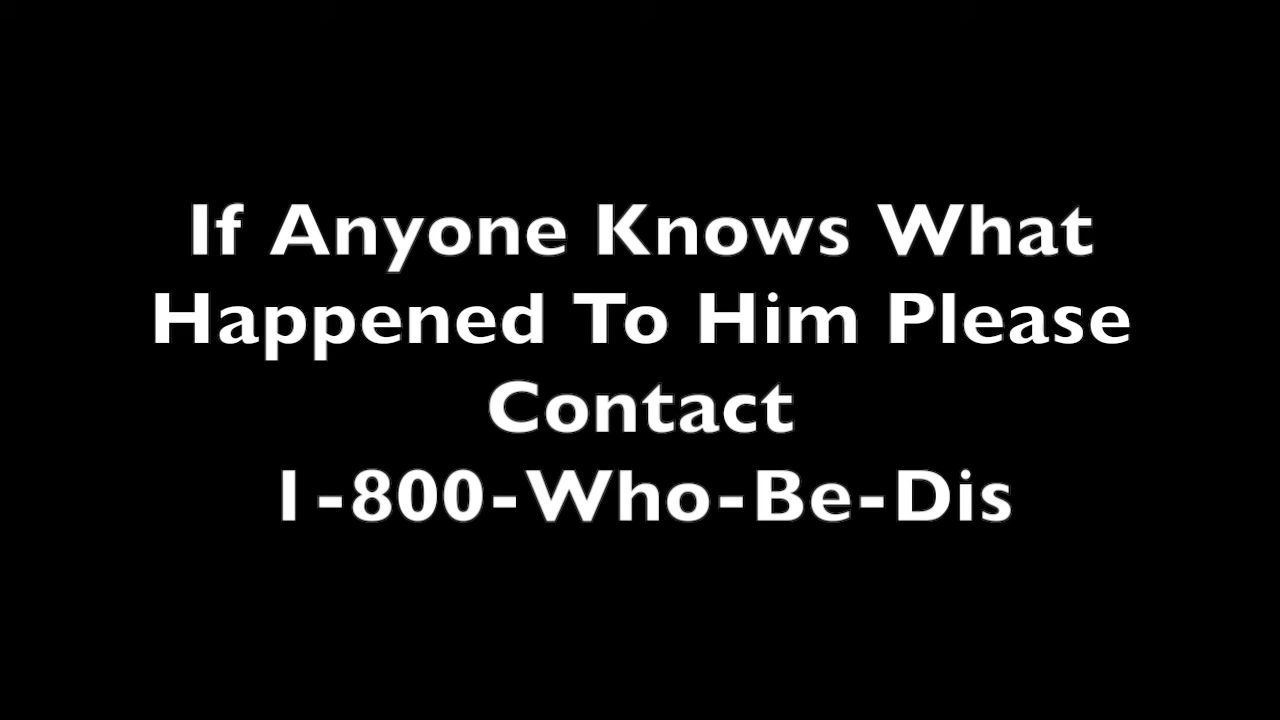 If Anyone Knows What
Happened To Him Please
Contact
1-800-Who-Be-Dis